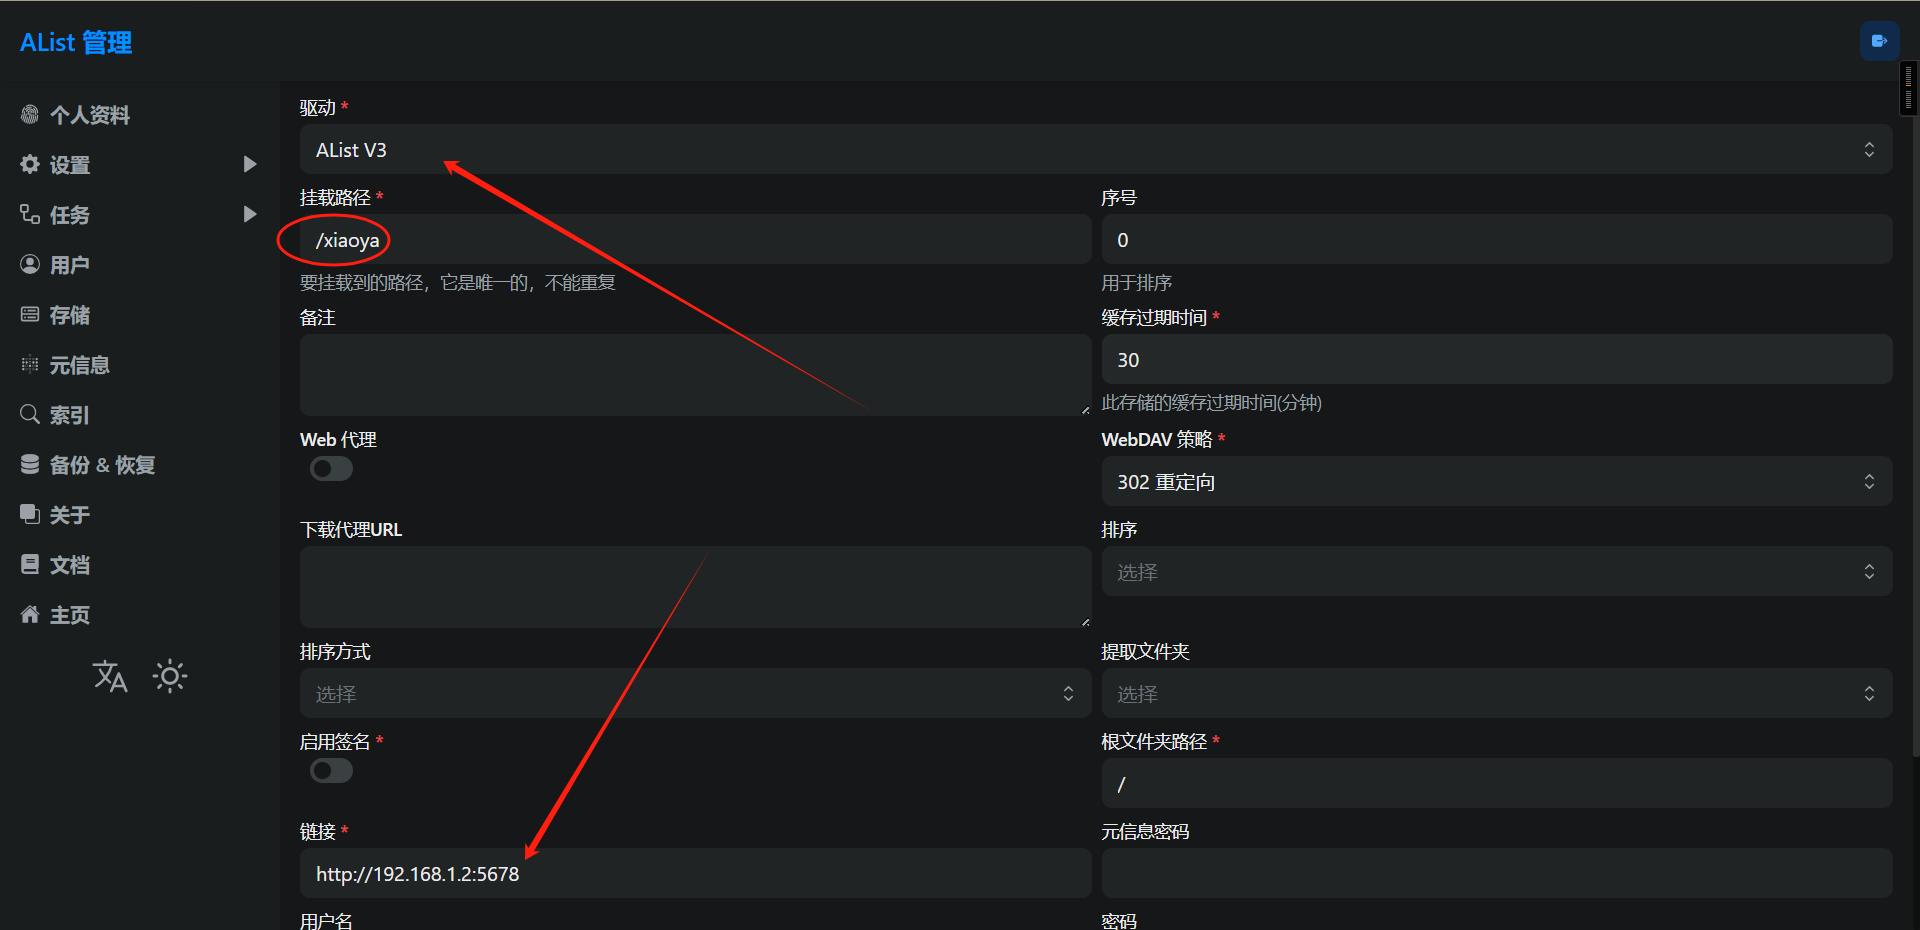 AList 管理
个人资料
设置
任务
用户
存储
元信息
索引
备份 & 恢复
关于
文档
主页
驱动 *
AList V3
挂载路径 *
/xiaoya
要挂载到的路径，它是唯一的，不能重复
序号
0
用于排序
备注
缓存过期时间 *
30
此存储的缓存过期时间(分钟)
Web 代理
WebDAV 策略 *
302 重定向
下载代理URL
排序
选择
排序方式
选择
提取文件夹
选择
启用签名 *
根文件夹路径 *
/
链接 *
http://192.168.1.2:5678
元信息密码
用户名
密码